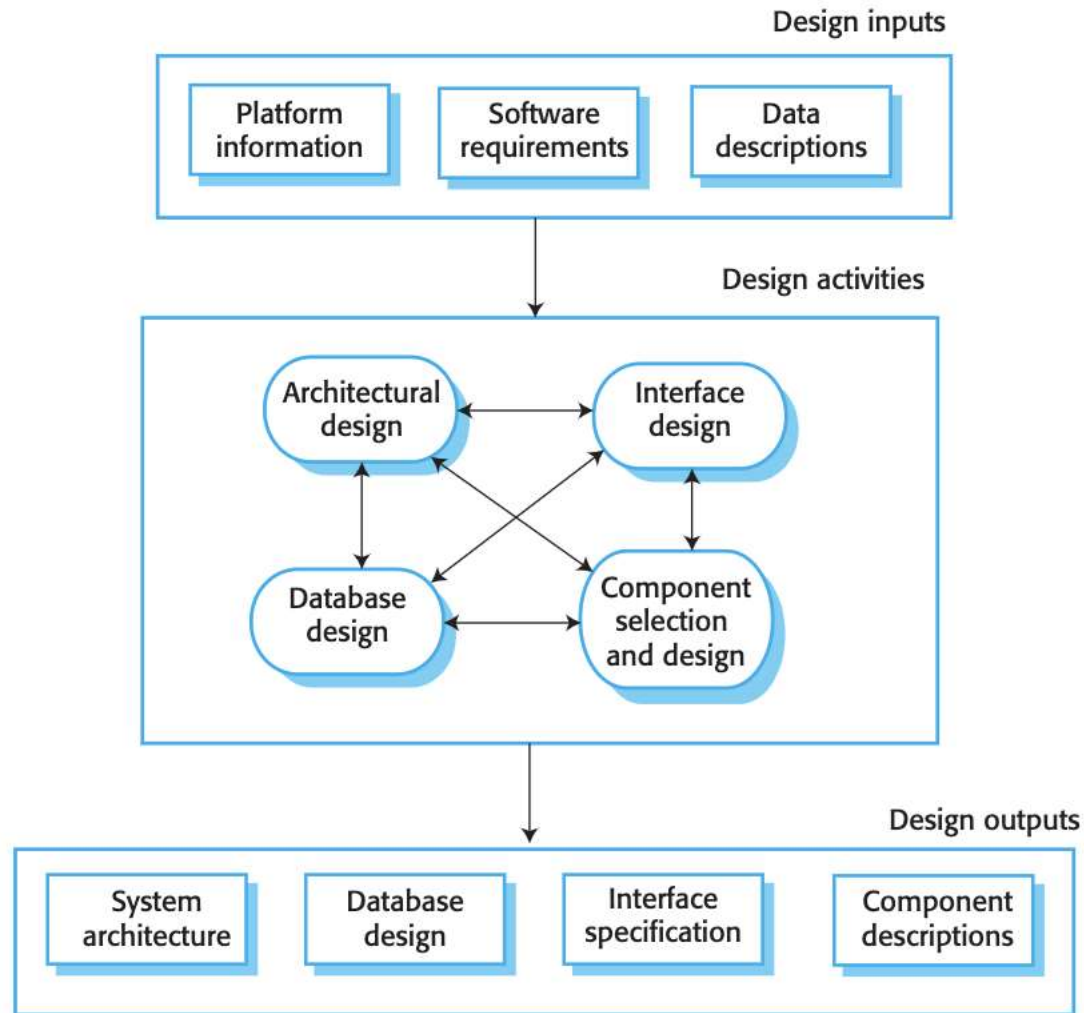 Design inputs
Platform
information
Software
requirements
Data
descriptions
Design activities
Architectural
design
Interface
design
Database
design
Component
selection
and design
Design outputs
System
architecture
Database
design
Interface
specification
Component
descriptions